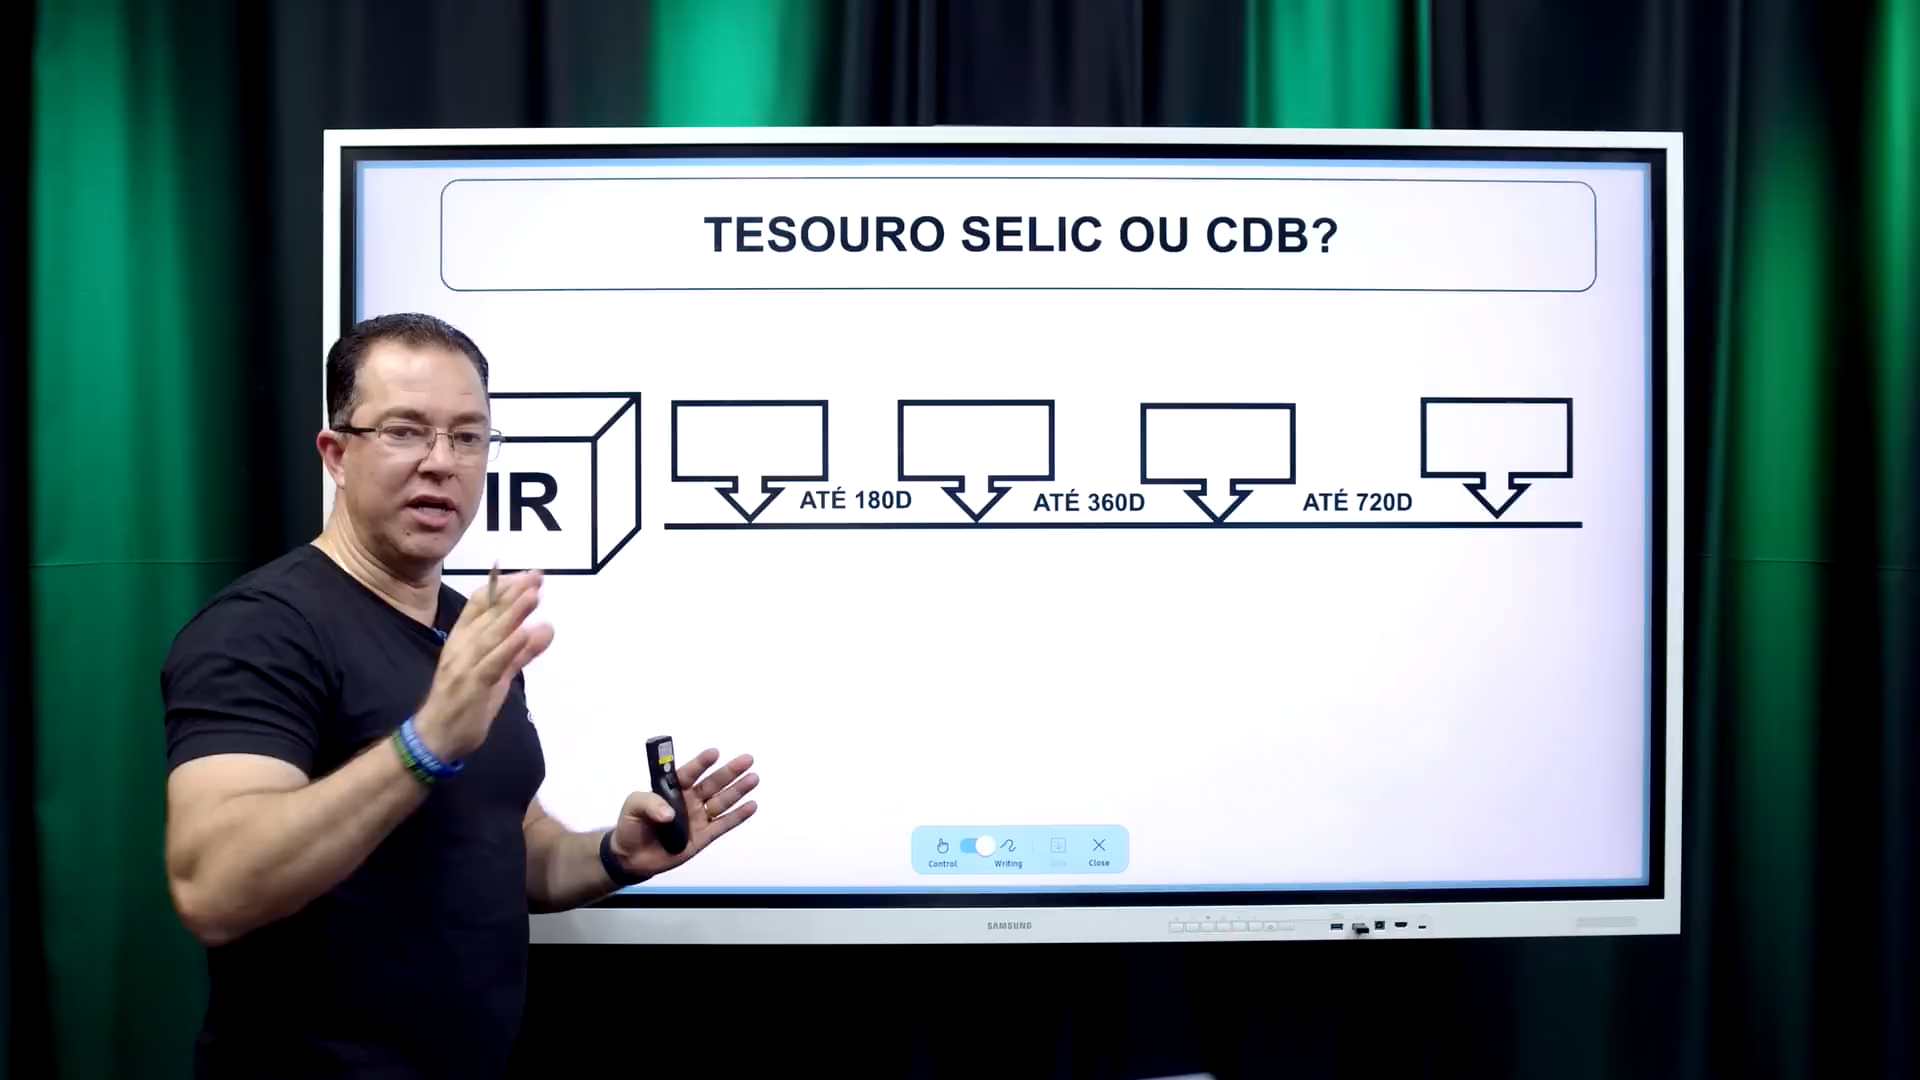 TESOURO SELIC OU CDB?
IR
ATÉ 180D
ATÉ 360D
ATÉ 720D
Control
Writing
Close
SAMSUNG